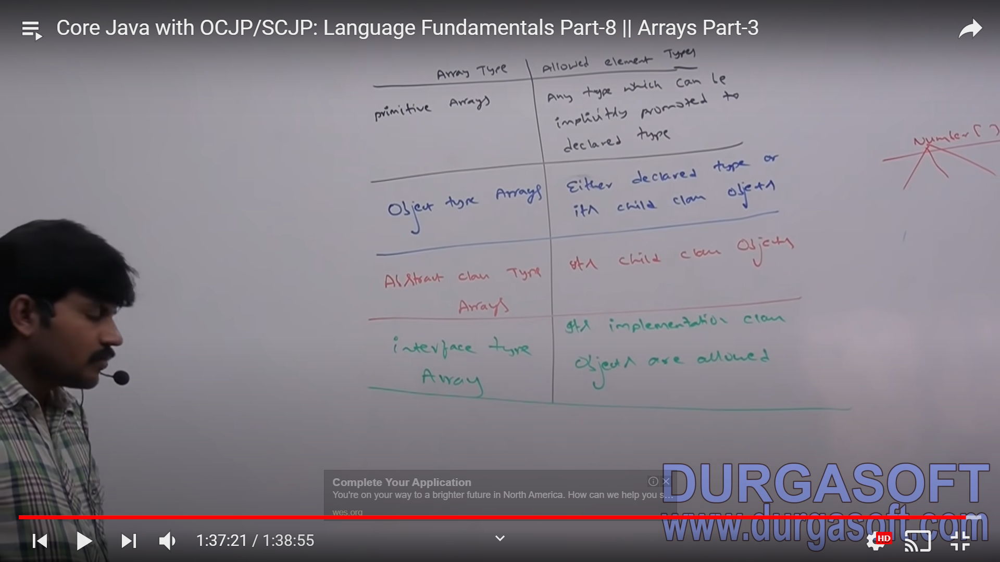 Core Java with OCJP/SCJP: Language Fundamentals Part-8 || Arrays Part-3
Array Type
Allowed element Types
primitive Arrays
Any type which can be
implicitly promoted to
declared type
Number[ ]
Object type Arrays
Either declared type or
its child class objects
Abstract class Type
Arrays
Its child class Objects
interface type
Array
Its implementation class
Objects are allowed
Complete Your Application
You're on your way to a brighter future in North America. How can we help you s...
wes.org
DURGASOFT
www.durgasoft.com
1:37:21 / 1:38:55
HD